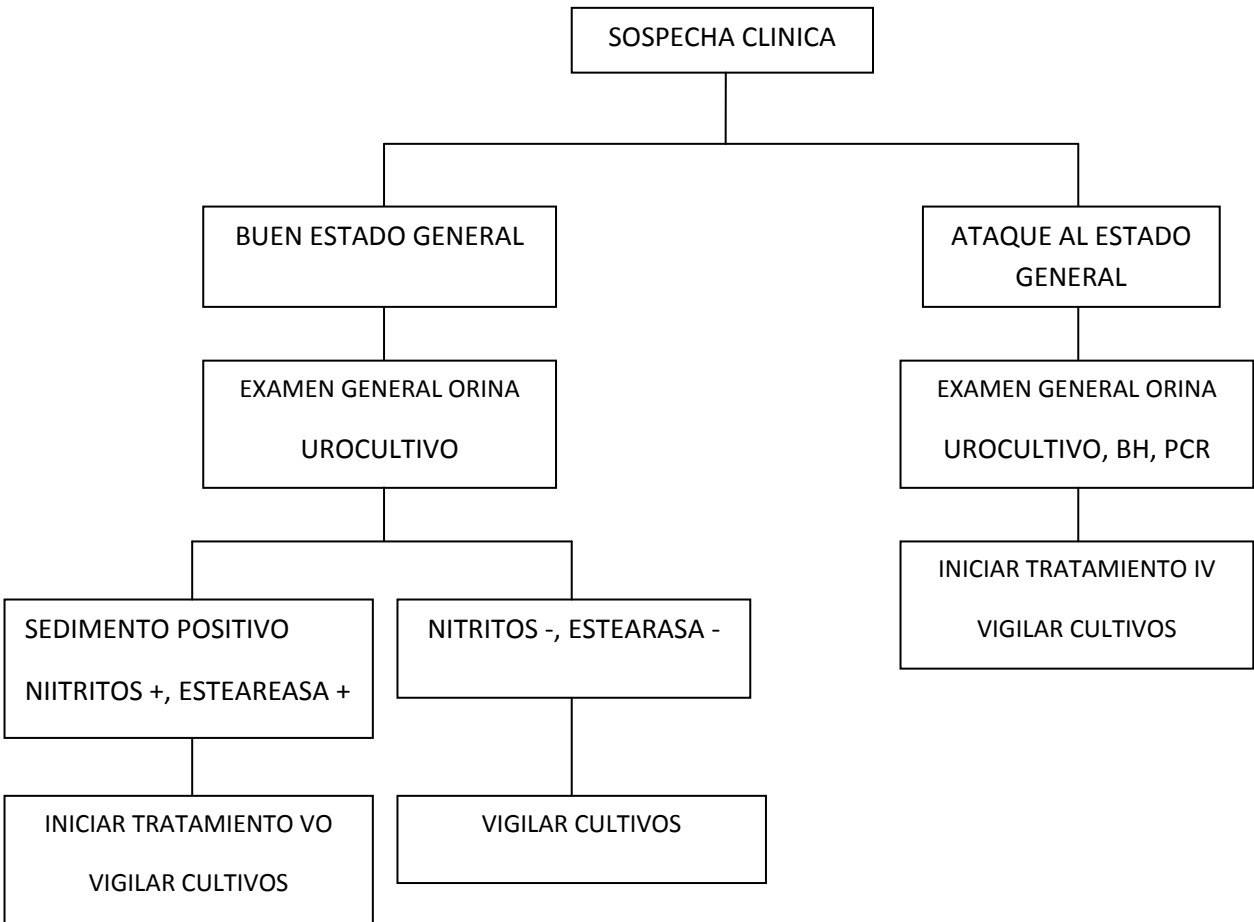 SOSPECHA CLINICA
BUEN ESTADO GENERAL
ATAQUE AL ESTADO
GENERAL
EXAMEN GENERAL ORINA
UROCULTIVO
EXAMEN GENERAL ORINA
UROCULTIVO, BH, PCR
SEDIMENTO POSITIVO
NIITRITOS +, ESTEAREASA +
NITRITOS -, ESTEARASA -
INICIAR TRATAMIENTO IV
VIGILAR CULTIVOS
INICIAR TRATAMIENTO VO
VIGILAR CULTIVOS
VIGILAR CULTIVOS